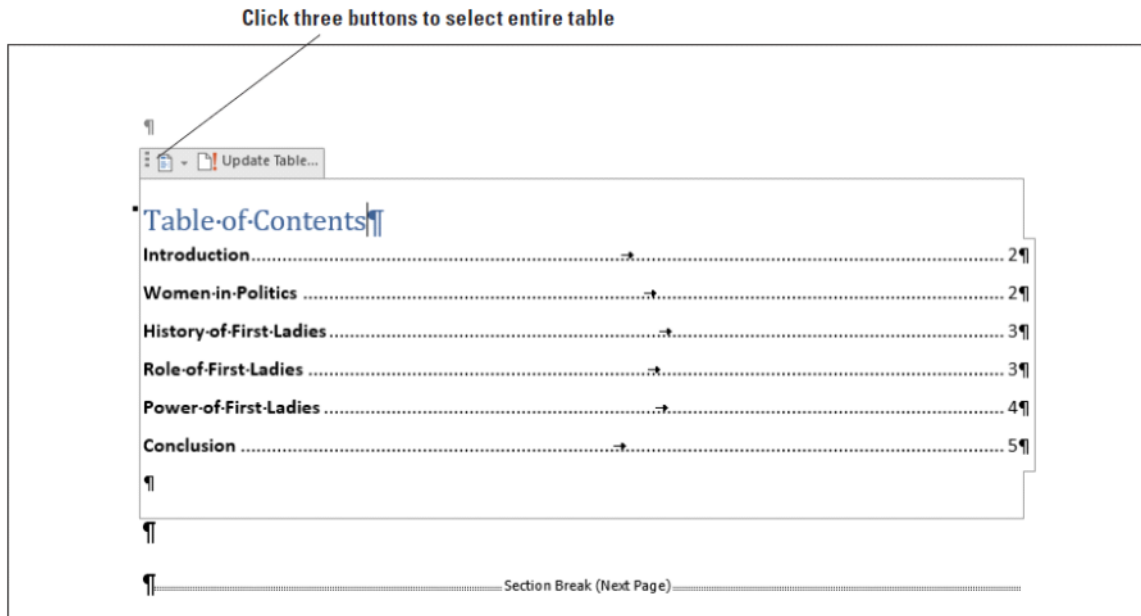 Click three buttons to select entire table
¶
Update Table...
Table·of·Contents¶
Introduction.....→..... 2¶
Women·in·Politics .....→..... 2¶
History·of·First·Ladies.....→..... 3¶
Role·of·First·Ladies .....→..... 3¶
Power·of·First·Ladies .....→..... 4¶
Conclusion .....→..... 5¶
¶
¶
¶.....Section Break (Next Page).....